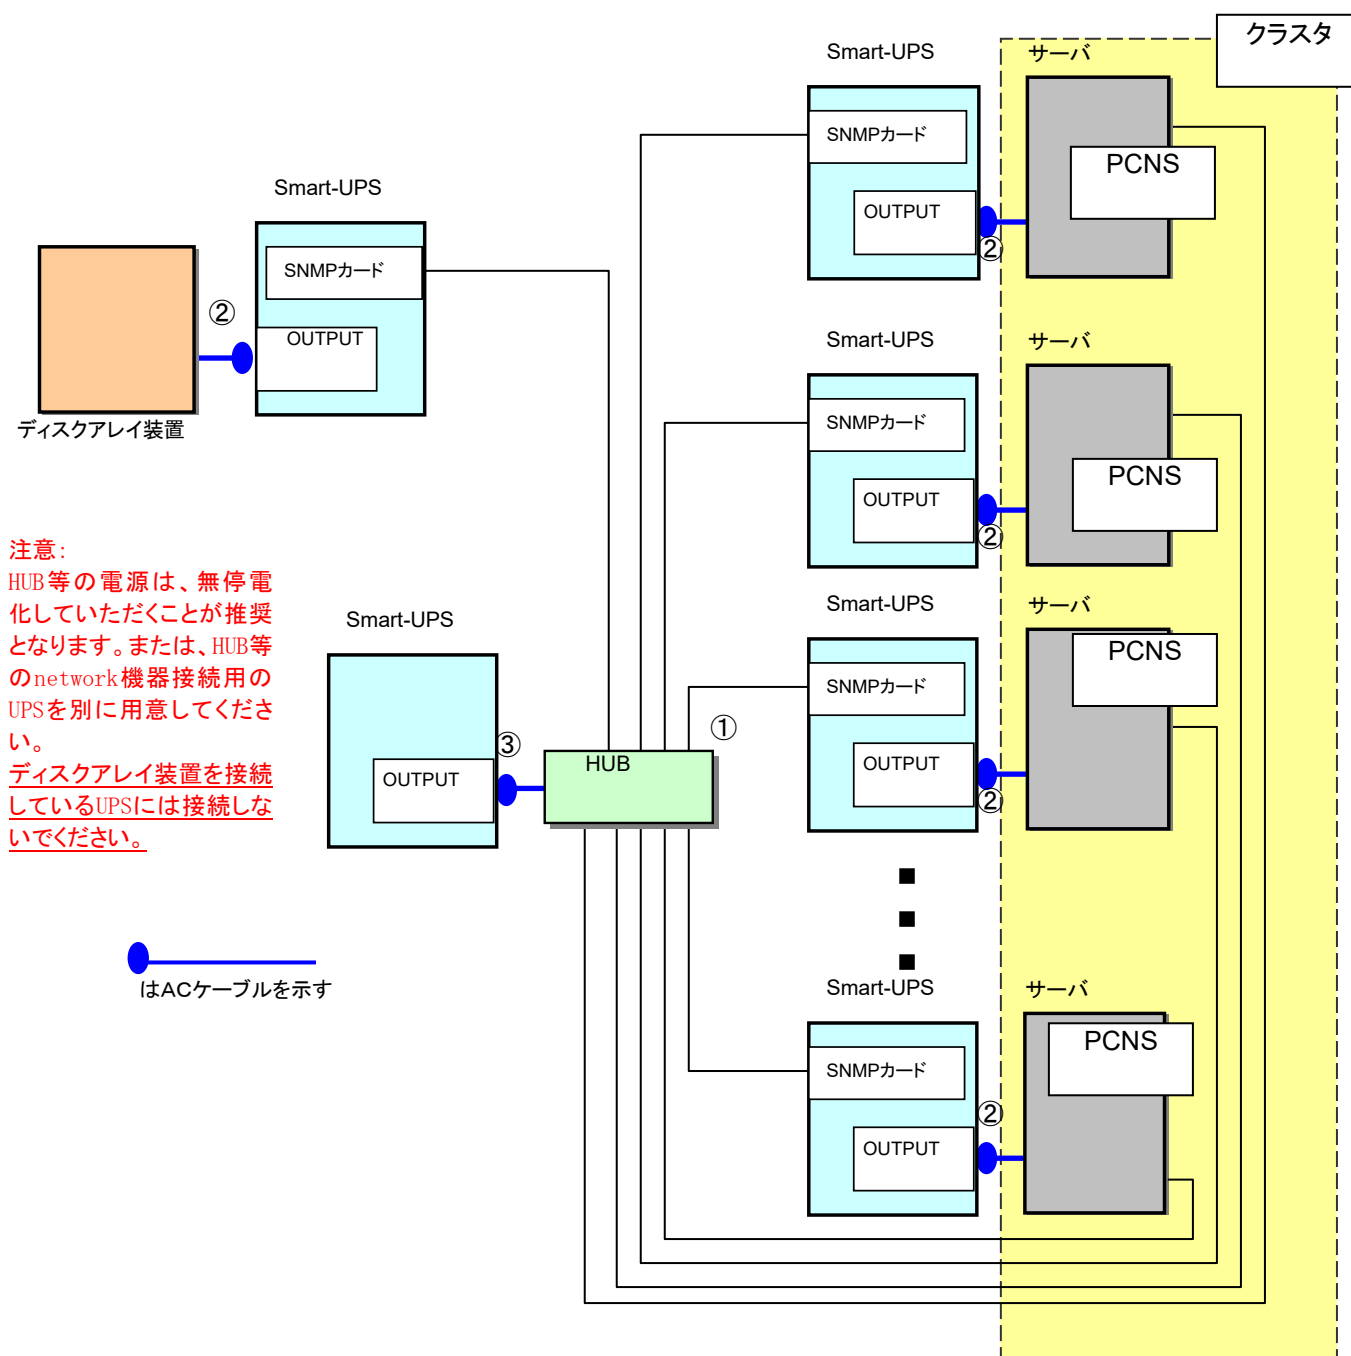 クラスタ
Smart-UPS
サーバ
SNMPカード
PCNS
OUTPUT
②
Smart-UPS
SNMPカード
②
OUTPUT
ディスクアレイ装置
Smart-UPS
サーバ
SNMPカード
PCNS
OUTPUT
②
注意：
HUB等の電源は、無停電
化していただくことが推奨
となります。または、HUB等
のnetwork機器接続用の
UPSを別に用意してくださ
い。
ディスクアレイ装置を接続
しているUPSには接続しな
いでください。
Smart-UPS
③
OUTPUT
HUB
①
Smart-UPS
サーバ
PCNS
SNMPカード
OUTPUT
②
はACケーブルを示す
Smart-UPS
サーバ
PCNS
SNMPカード
②
OUTPUT